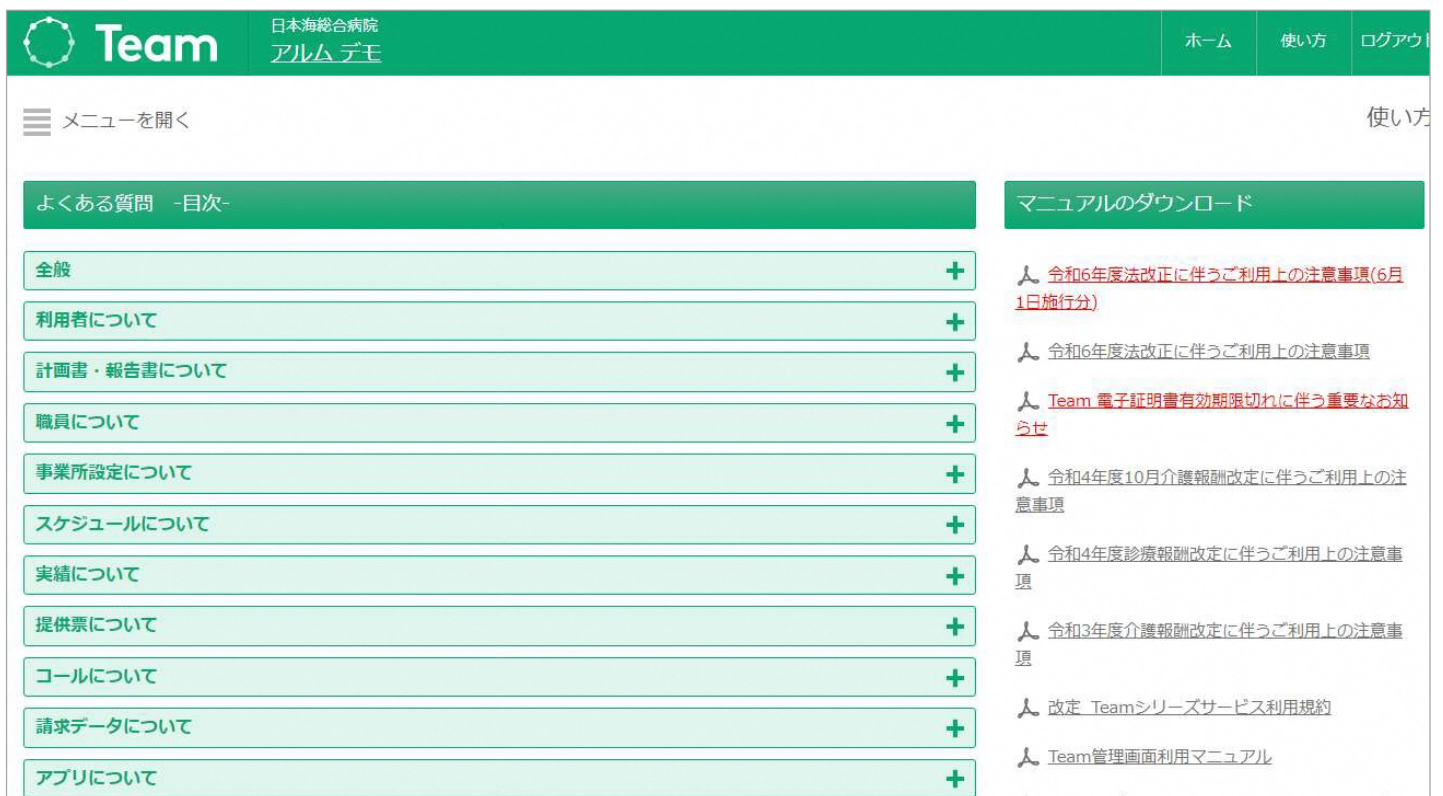 Team
日本海総合病院
アルム デモ
ホーム
使い方
ログアウト
メニューを開く
使い方
よくある質問 -目次-
全般
利用者について
計画書・報告書について
職員について
事業所設定について
スケジュールについて
実績について
提供票について
コールについて
請求データについて
アプリについて
マニュアルのダウンロード
令和6年度法改正に伴うご利用上の注意事項(6月
1日施行分)
令和6年度法改正に伴うご利用上の注意事項
Team 電子証明書有効期限切れに伴う重要なお知
らせ
令和4年度10月介護報酬改定に伴うご利用上の注
意事項
令和4年度診療報酬改定に伴うご利用上の注意事
項
令和3年度介護報酬改定に伴うご利用上の注意事
項
改定 Teamシリーズサービス利用規約
Team管理画面利用マニュアル